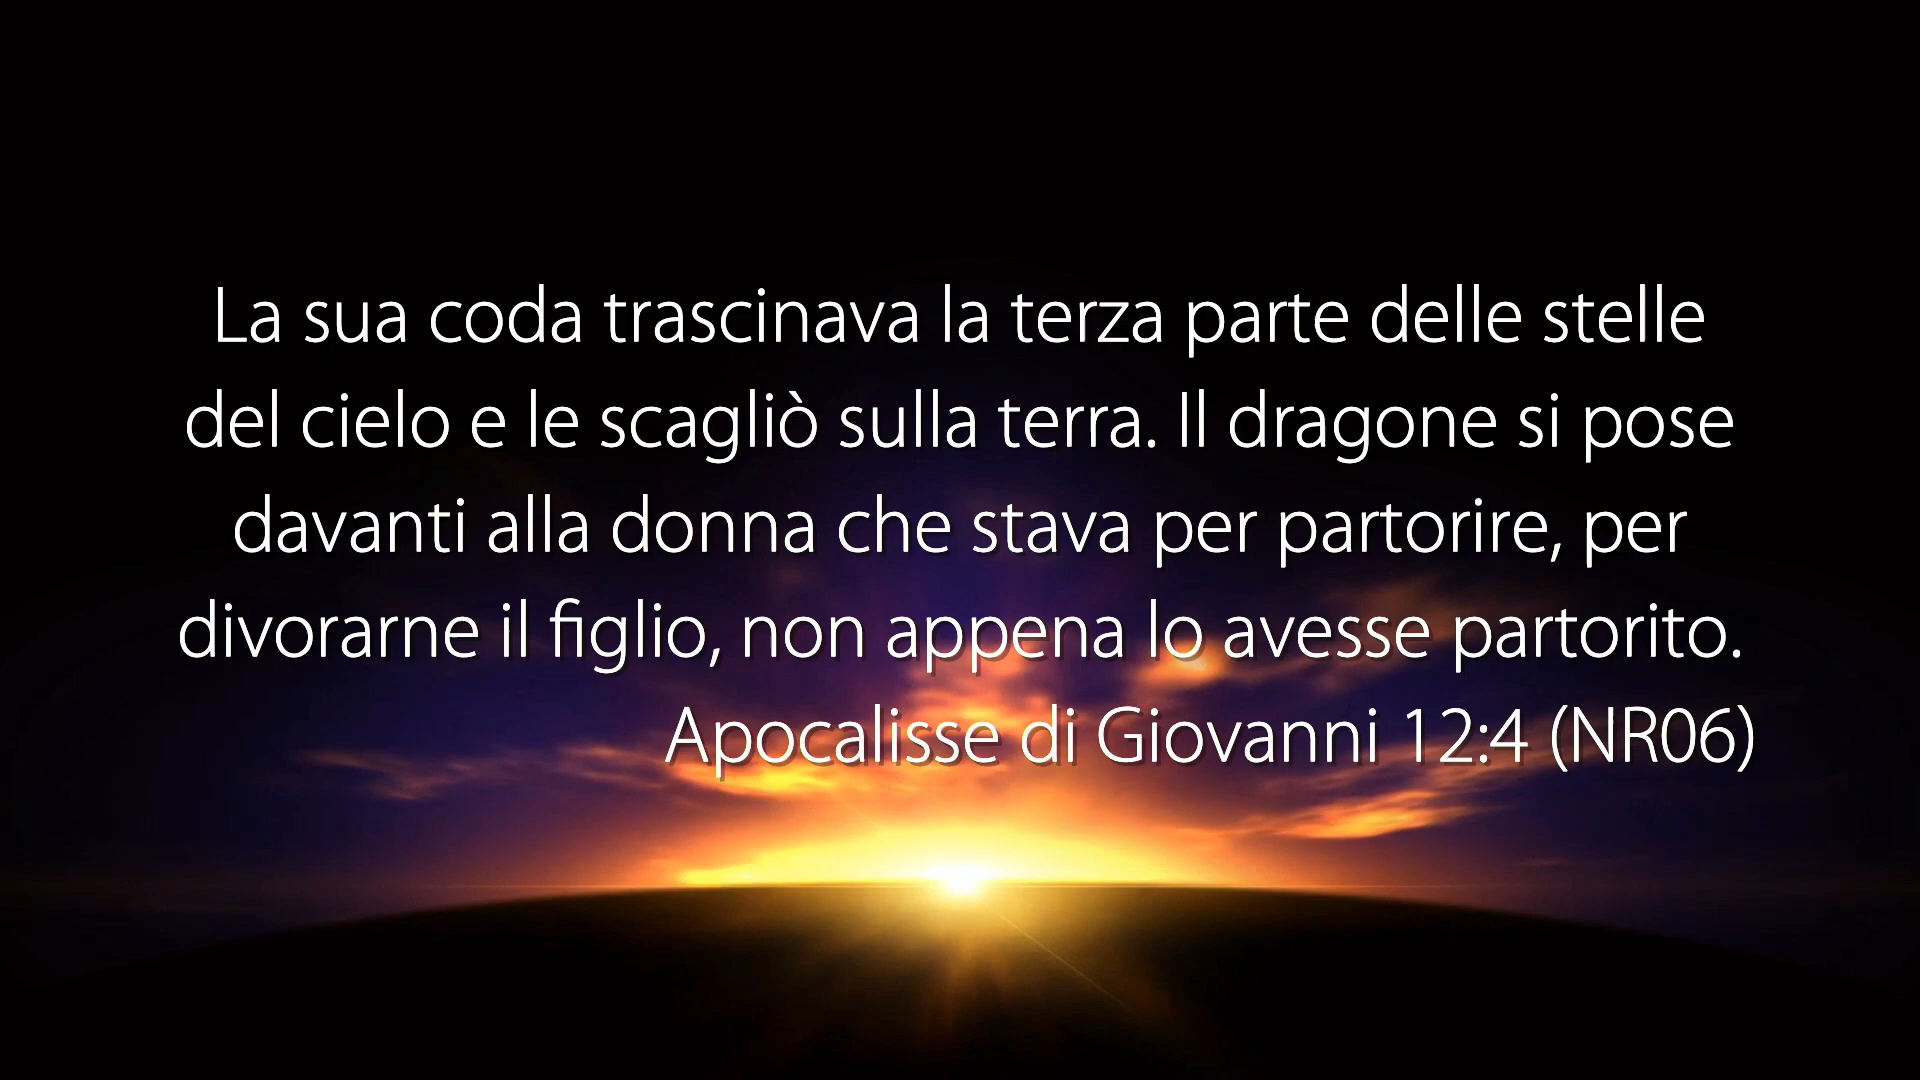 La sua coda trascinava la terza parte delle stelle
del cielo e le scagliò sulla terra. Il dragone si pose
davanti alla donna che stava per partorire, per
divorarne il figlio, non appena lo avesse partorito.
Apocalisse di Giovanni 12:4 (NR06)